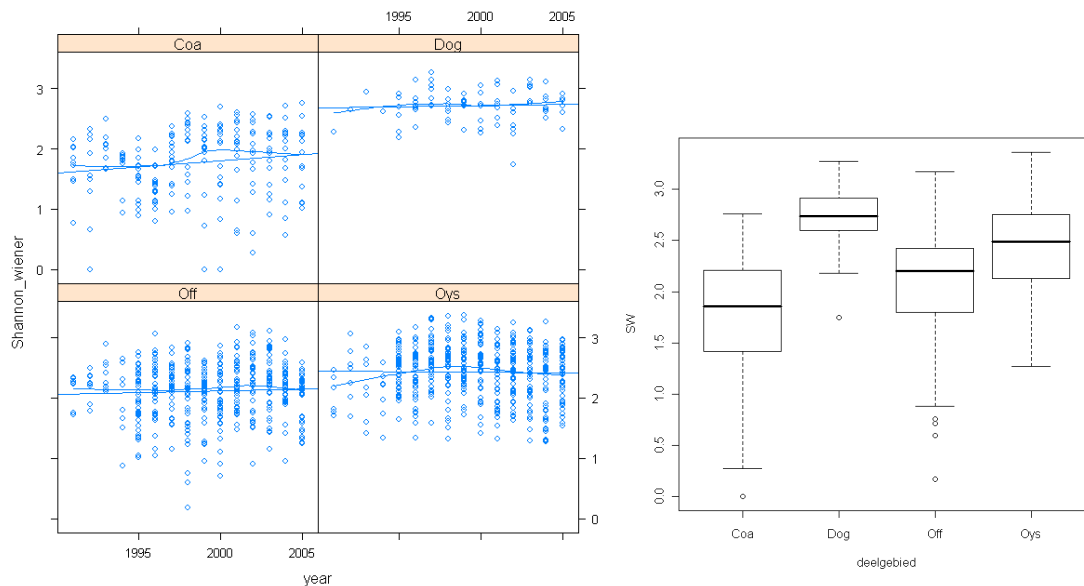 1995 2000 2005
Coa Dog
3
2
1
0
Off Oys
3
2
1
0
1995 2000 2005
Shannon_wiener
year
SW
3.0
2.5
2.0
1.5
1.0
0.5
0.0
Coa Dog Off Oys
deelgebied